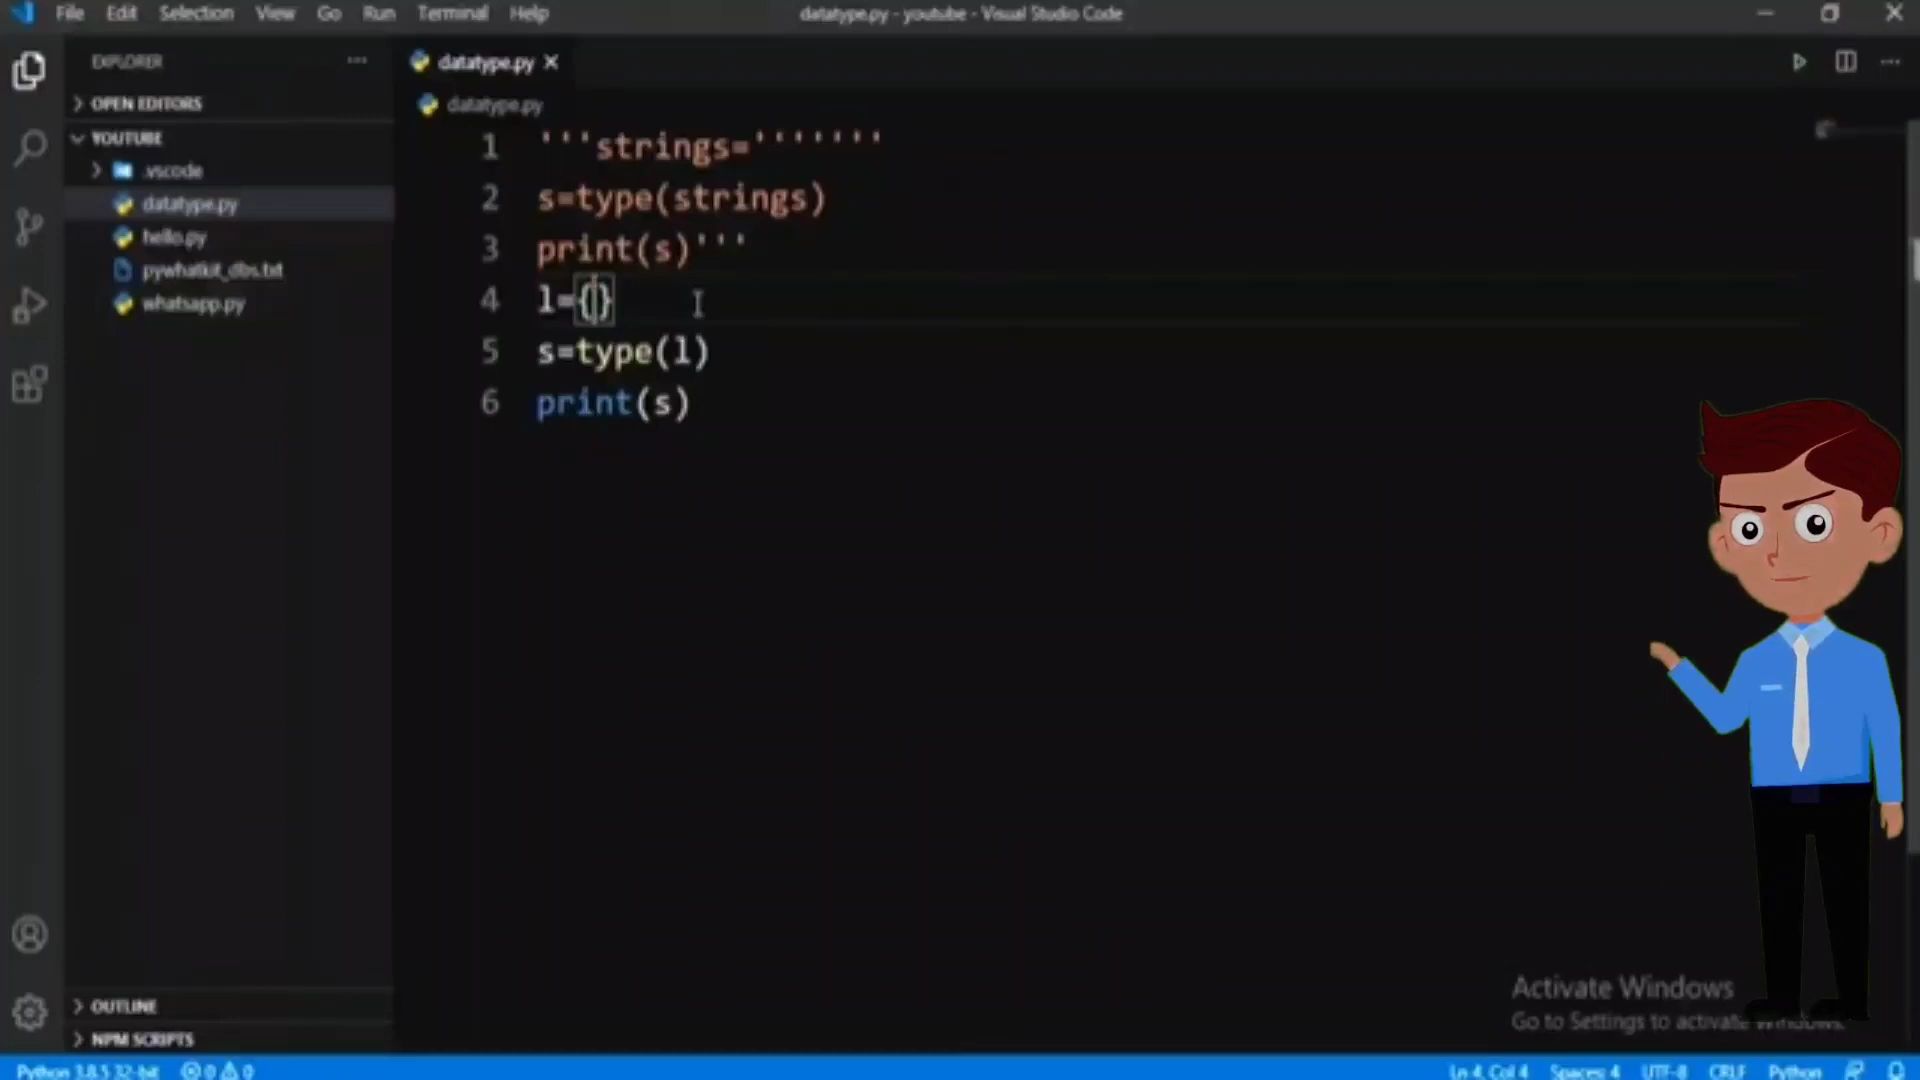 File Edit Selection View Go Run Terminal Help
datatype.py - youtube - Visual Studio Code
EXPLORER
datatype.py
OPEN EDITORS
datatype.py
YOUTUBE
.vscode
datatype.py
hello.py
pywhatkit_dbs.txt
whatsapp.py
1 '''strings='''''''
2 s=type(strings)
3 print(s)'''
4 l={}
5 s=type(l)
6 print(s)
Activate Windows
Go to Settings to activate Windows.
OUTLINE
NPM SCRIPTS
Python 3.8.5 32-bit 0 0 Ln 4, Col 4 Spaces: 4 UTF-8 CRLF Python